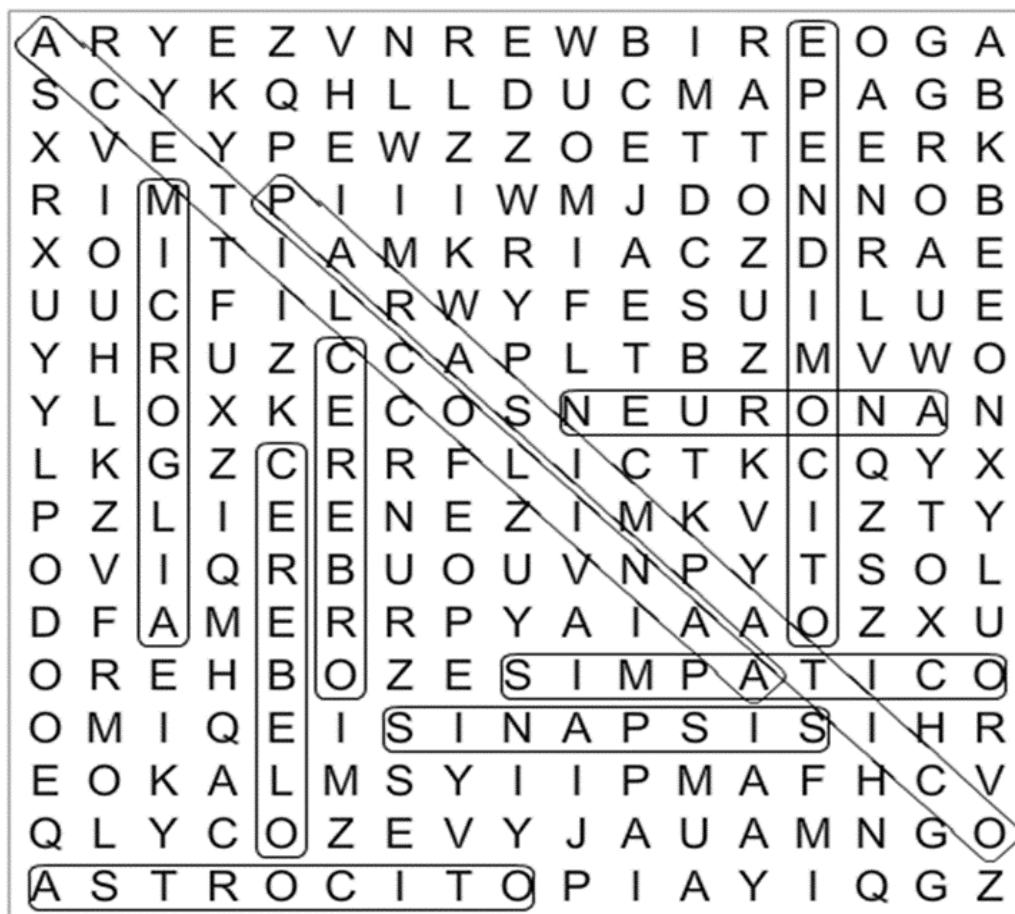 A R Y E Z V N R E W B I R E O G A
S C Y K Q H L L D U C M A P A G B
X V E Y P E W Z Z O E T T E E R K
R I M T P I I I W M J D O N N O B
X O I T I A M K R I A C Z D R A E
U U C F I L R W Y F E S U I L U E
Y H R U Z C C A P L T B Z M V W O
Y L O X K E C O S N E U R O N A N
L K G Z C R R F L I C T K C Q Y X
P Z L I E E N E Z I M K V I Z T Y
O V I Q R B U O U V N P Y T S O L
D F A M E R R P Y A I A A O Z X U
O R E H B O Z E S I M P A T I C O
O M I Q E I S I N A P S I S I H R
E O K A L M S Y I I P M A F H C V
Q L Y C O Z E V Y J A U A M N G O
A S T R O C I T O P I A Y I Q G Z